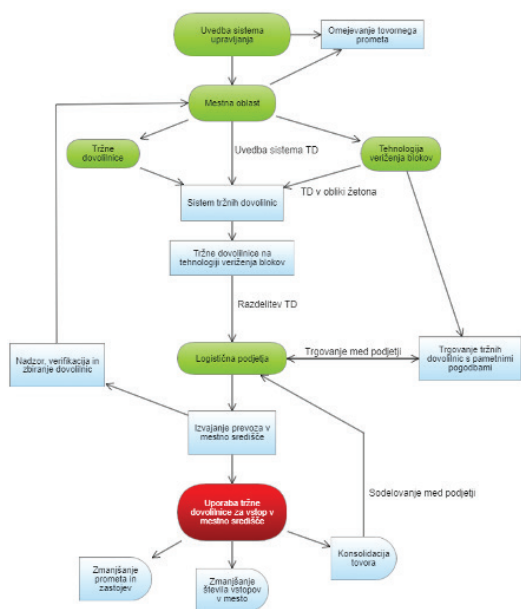 Uvedba sistema
upravljanja
Omejevanje tovornega
prometa
Mestna oblast
Tržne
dovolilnice
Uvedba sistema TD
Tehnologija
veriženja blokov
TD v obliki žetona
Sistem tržnih dovolilnic
Tržne dovolilnice na
tehnologiji veriženja blokov
Razdelitev TD
Nadzor, verifikacija in
zbiranje dovolilnic
Logistična podjetja
Trgovanje med podjetji
Trgovanje tržnih
dovolilnic s pametnimi
pogodbami
Izvajanje prevoza v
mestno središče
Sodelovanje med podjetji
Uporaba tržne
dovolilnice za vstop v
mestno središče
Zmanjšanje
prometa in
zastojev
Zmanjšanje
števila vstopov
v mesto
Konsolidacija
tovora